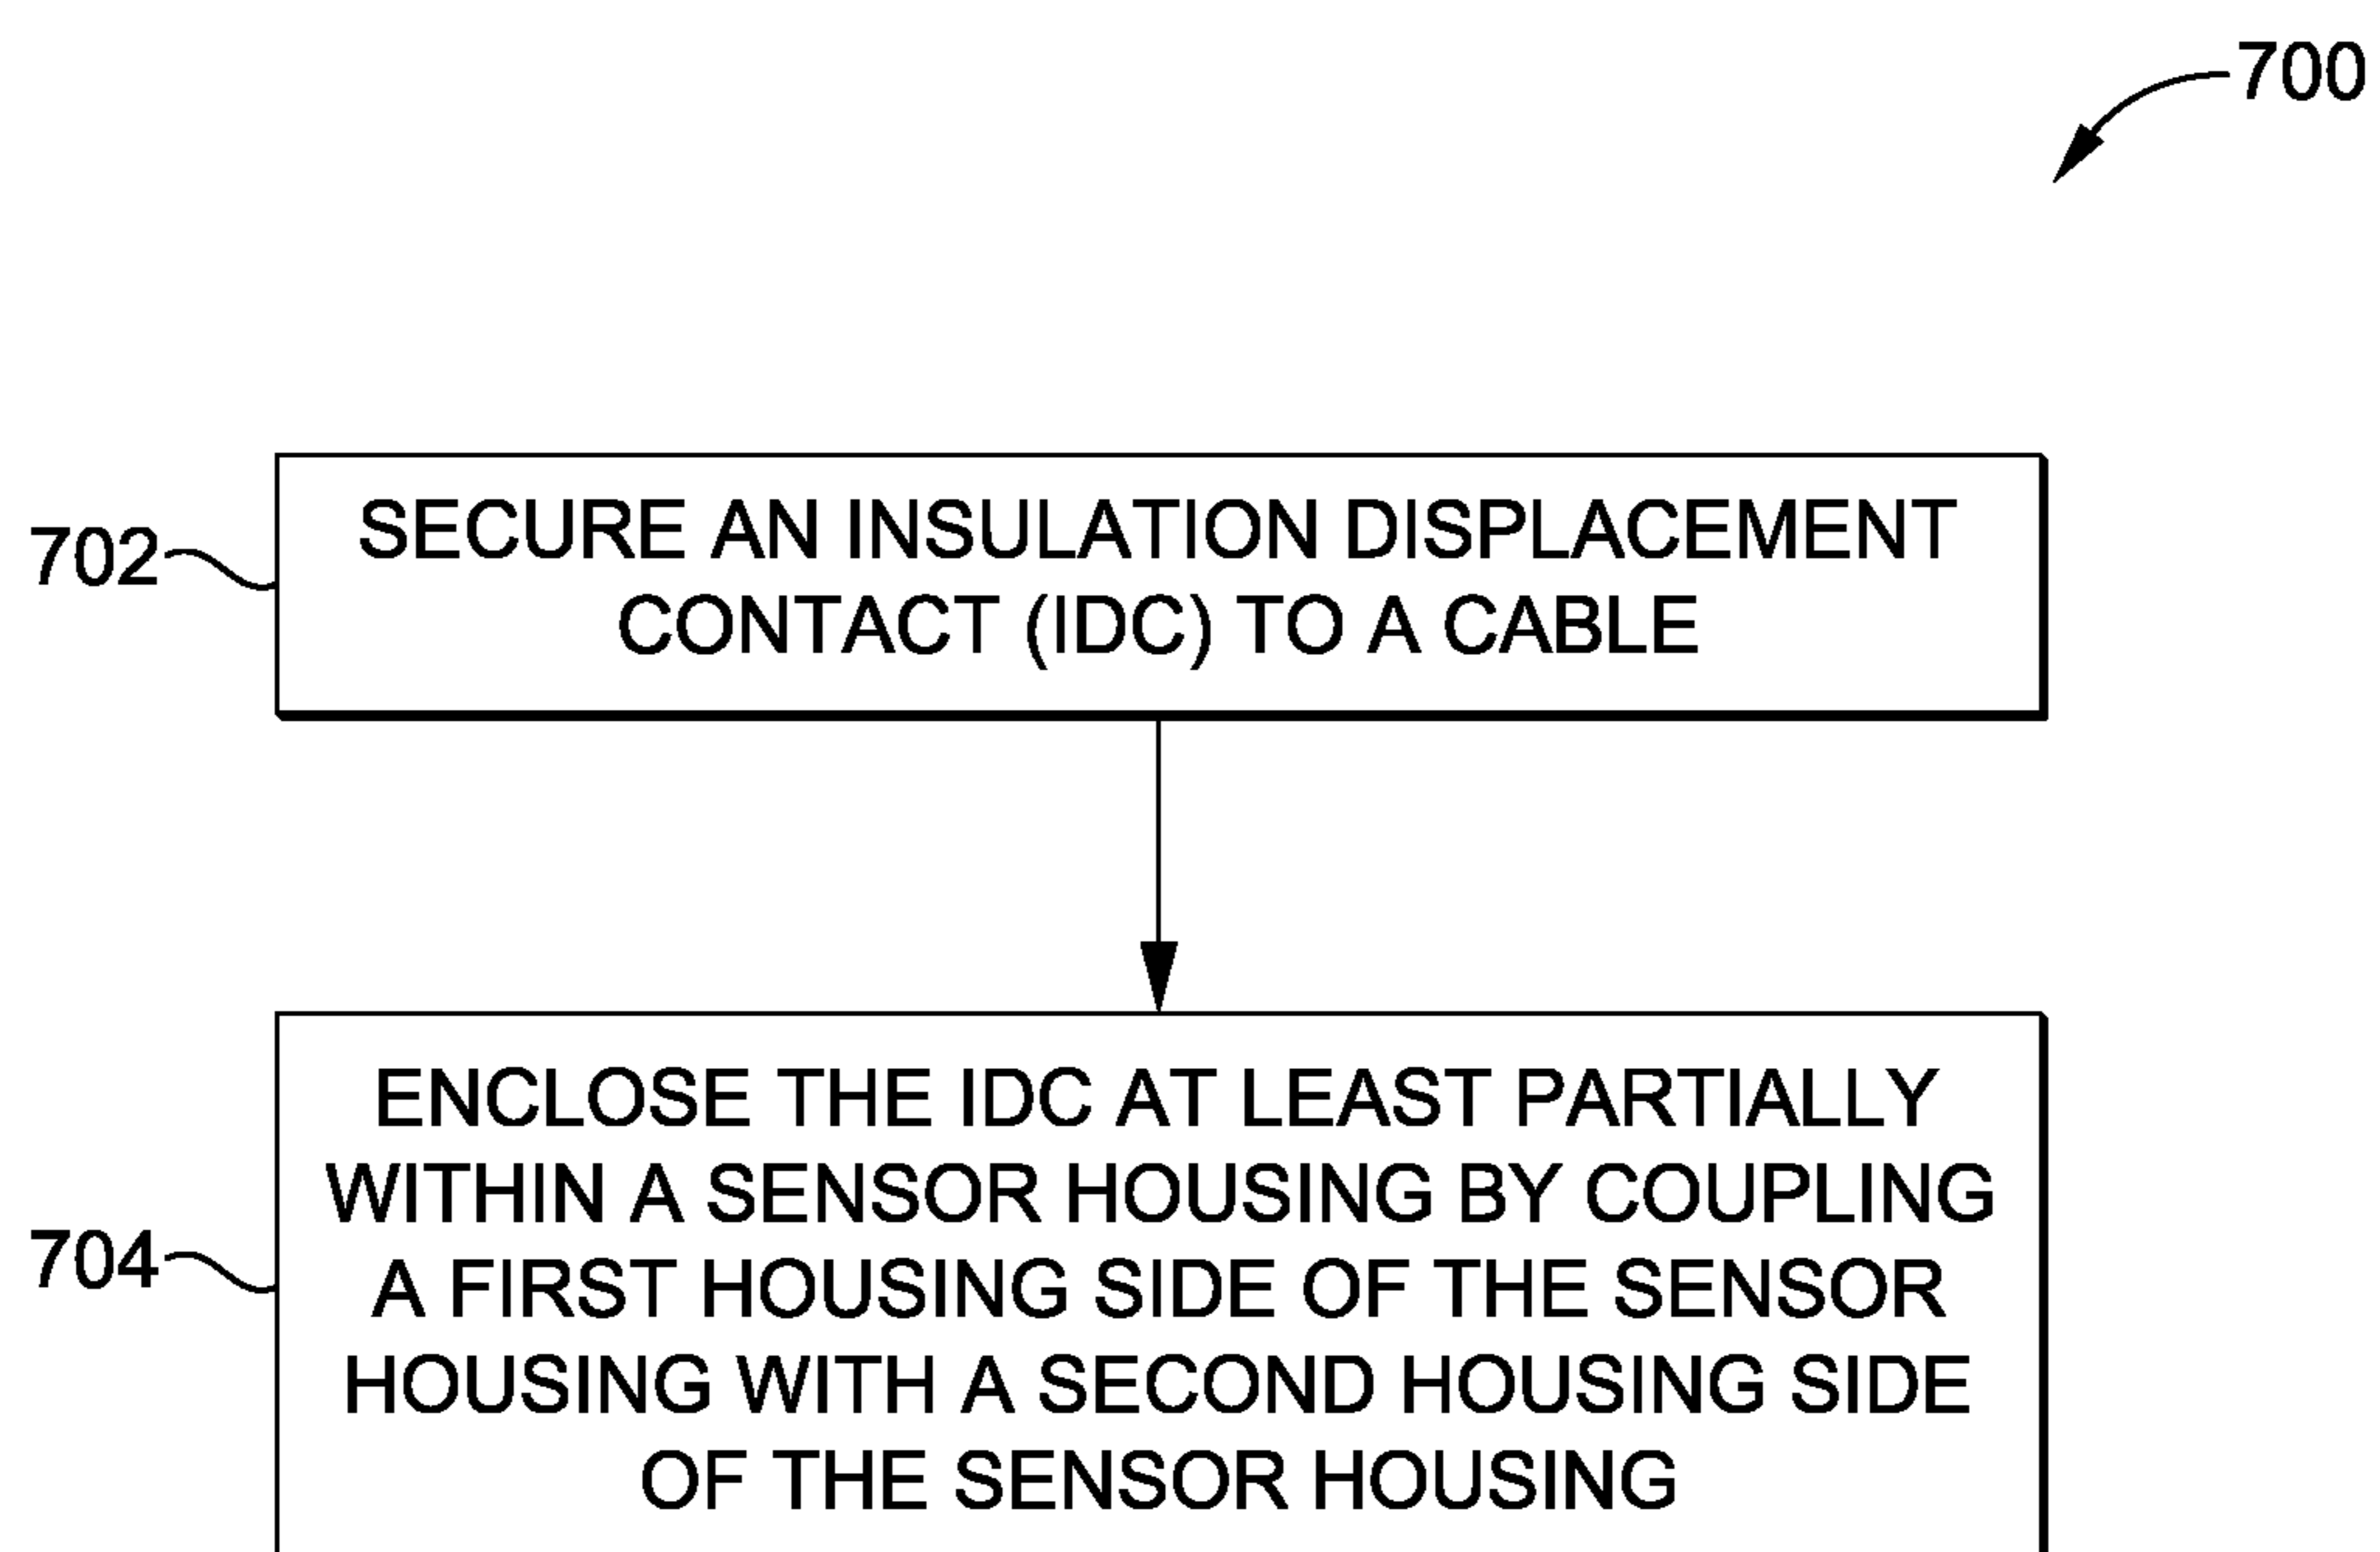 700
702
SECURE AN INSULATION DISPLACEMENT
CONTACT (IDC) TO A CABLE
704
ENCLOSE THE IDC AT LEAST PARTIALLY
WITHIN A SENSOR HOUSING BY COUPLING
A FIRST HOUSING SIDE OF THE SENSOR
HOUSING WITH A SECOND HOUSING SIDE
OF THE SENSOR HOUSING